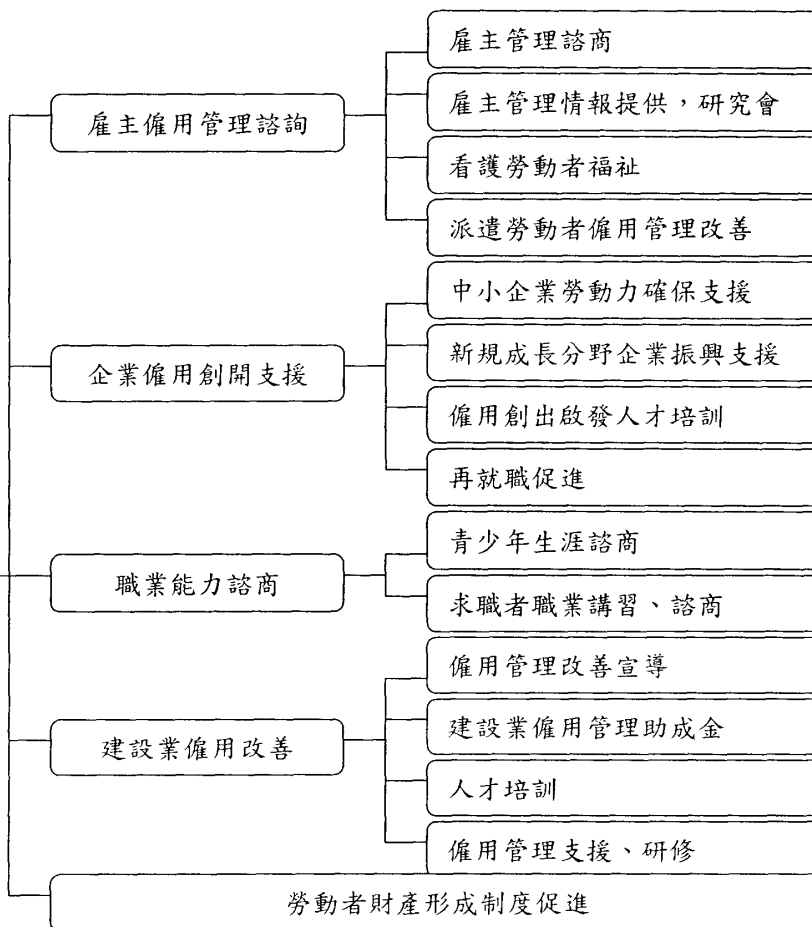 雇主僱用管理諮詢
雇主管理諮商
雇主管理情報提供，研究會
看護勞動者福祉
派遣勞動者僱用管理改善
企業僱用創開支援
中小企業勞動力確保支援
新規成長分野企業振興支援
僱用創出啟發人才培訓
再就職促進
職業能力諮商
青少年生涯諮商
求職者職業講習、諮商
建設業僱用改善
僱用管理改善宣導
建設業僱用管理助成金
人才培訓
僱用管理支援、研修
勞動者財產形成制度促進